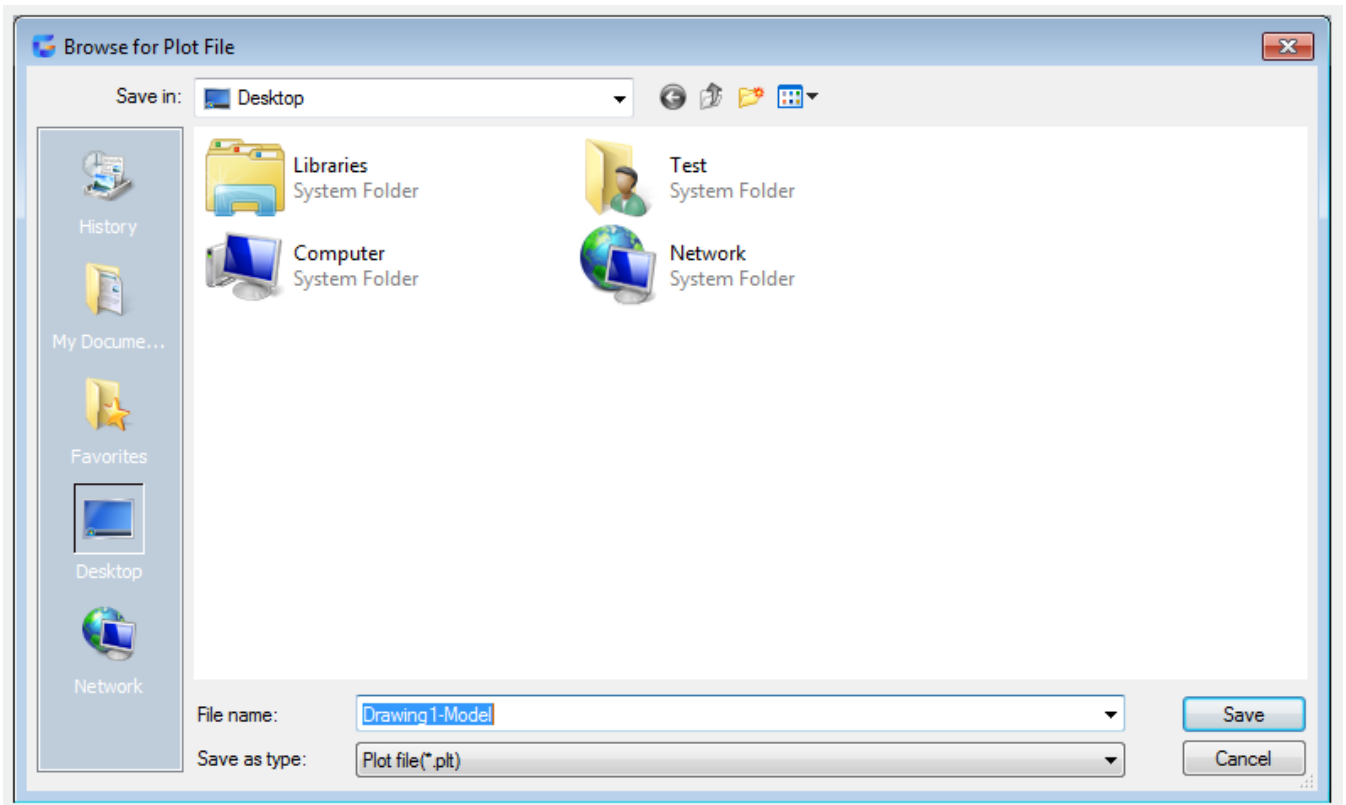 Browse for Plot File
Save in:
Desktop
History
My Docume...
Favorites
Desktop
Network
Libraries
System Folder
Test
System Folder
Computer
System Folder
Network
System Folder
File name:
Drawing1-Model
Save
Save as type:
Plot file(*.plt)
Cancel